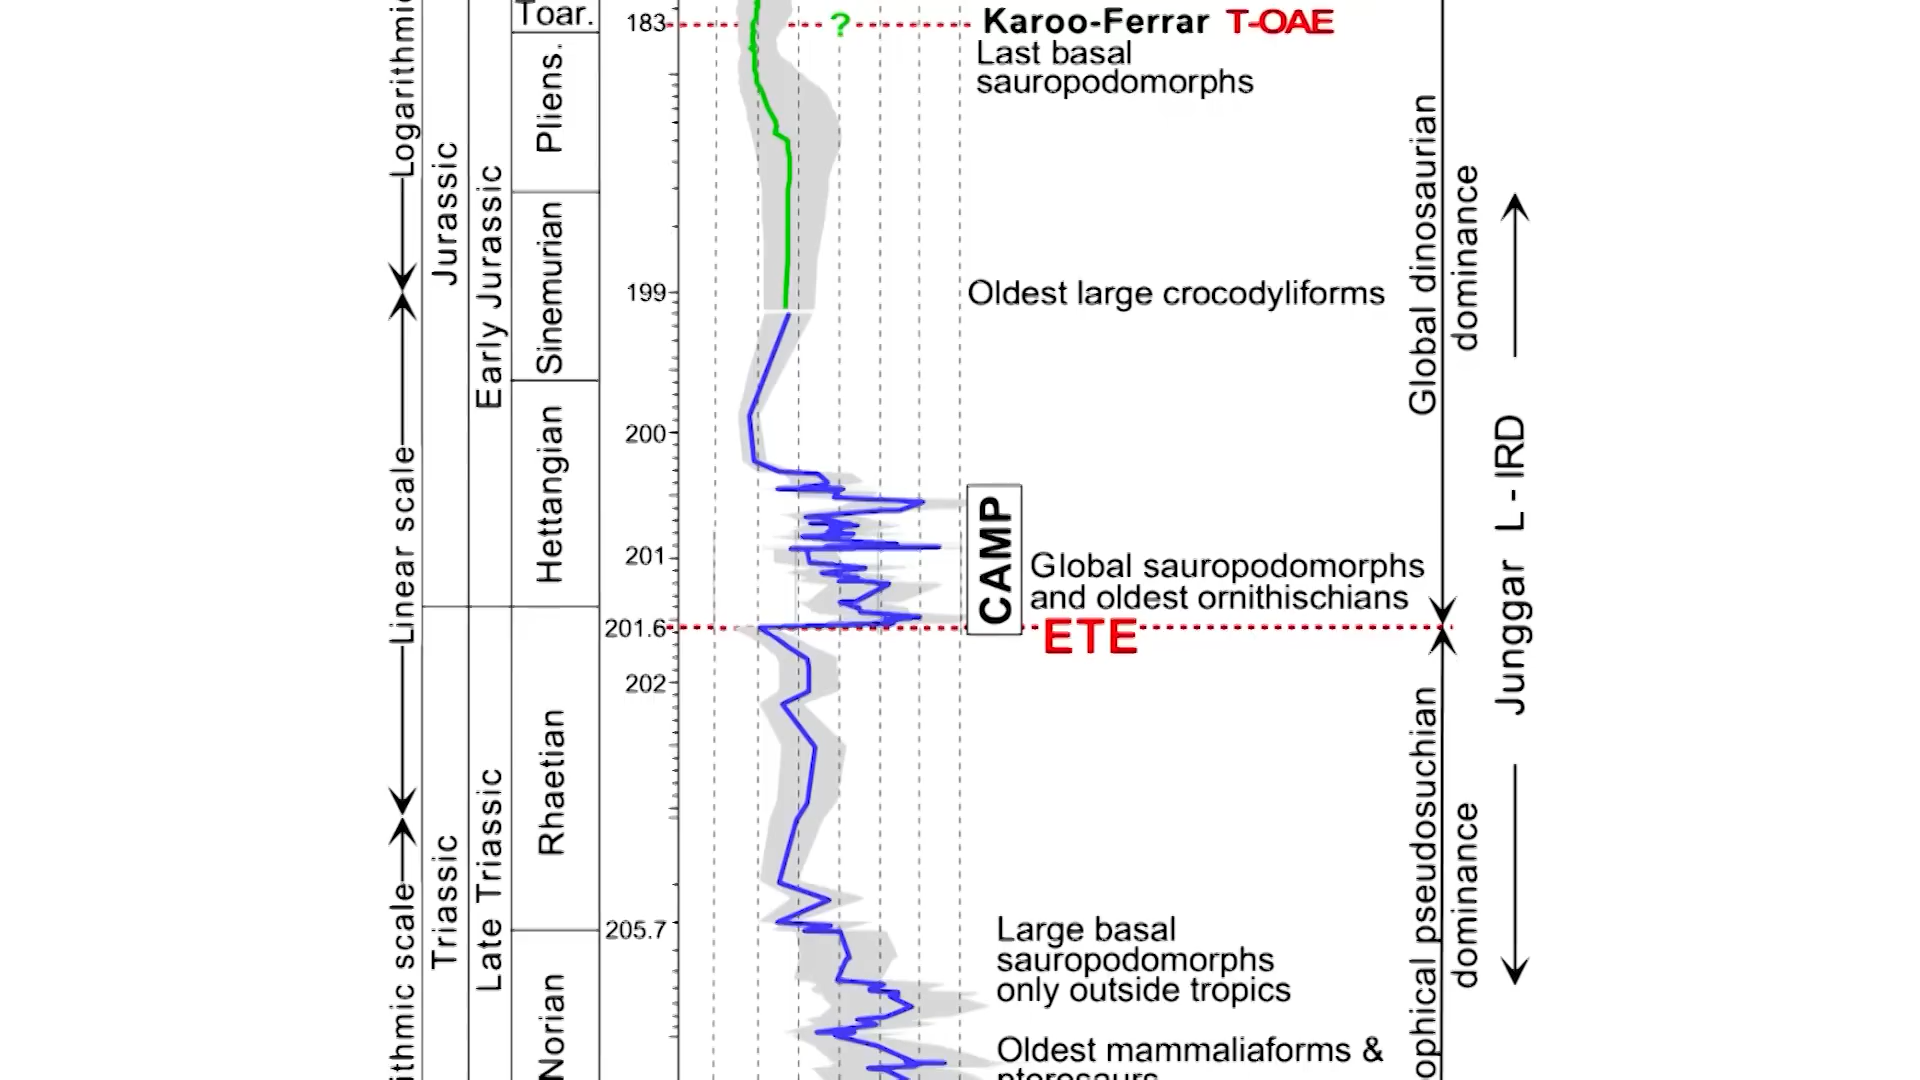 Logarithmic
Linear scale
ithmic scale
Jurassic
Triassic
Early Jurassic
Late Triassic
Toar.
Pliens.
Sinemurian
Hettangian
Rhaetian
Norian
183
199
200
201
201.6
202
205.7
?
Karoo-Ferrar T-OAE
Last basal
sauropodomorphs
Oldest large crocodyliforms
CAMP
Global sauropodomorphs
and oldest ornithischians
ETE
Large basal
sauropodomorphs
only outside tropics
Oldest mammaliaforms &
pterosaurs
Global dinosaurian
dominance
ophical pseudosuchian
dominance
Junggar L-IRD